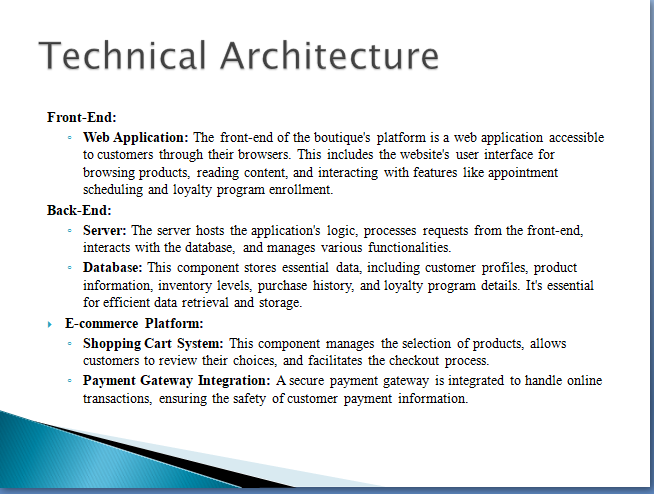 Technical Architecture
Front-End:
Web Application: The front-end of the boutique's platform is a web application accessible
to customers through their browsers. This includes the website's user interface for
browsing products, reading content, and interacting with features like appointment
scheduling and loyalty program enrollment.
Back-End:
Server: The server hosts the application's logic, processes requests from the front-end,
interacts with the database, and manages various functionalities.
Database: This component stores essential data, including customer profiles, product
information, inventory levels, purchase history, and loyalty program details. It's essential
for efficient data retrieval and storage.
E-commerce Platform:
Shopping Cart System: This component manages the selection of products, allows
customers to review their choices, and facilitates the checkout process.
Payment Gateway Integration: A secure payment gateway is integrated to handle online
transactions, ensuring the safety of customer payment information.